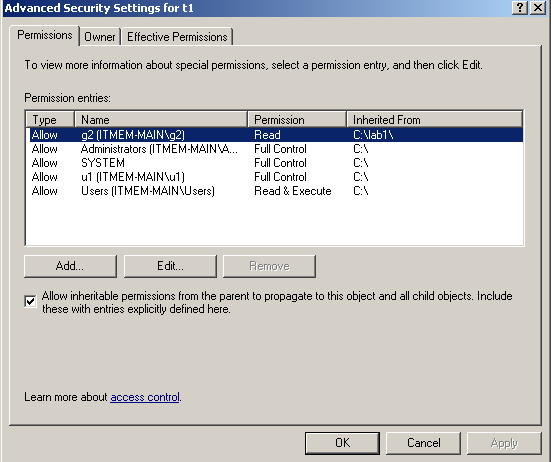 Advanced Security Settings for t1
Permissions Owner Effective Permissions
To view more information about special permissions, select a permission entry, and then click Edit.
Permission entries:
Type Name Permission Inherited From
Allow g2 (ITMEM-MAIN\g2) Read C:\lab1\
Allow Administrators (ITMEM-MAIN\A... Full Control C:\
Allow SYSTEM Full Control C:\
Allow u1 (ITMEM-MAIN\u1) Full Control C:\
Allow Users (ITMEM-MAIN\Users) Read & Execute C:\
Add... Edit... Remove
Allow inheritable permissions from the parent to propagate to this object and all child objects. Include
these with entries explicitly defined here.
Learn more about access control.
OK Cancel Apply